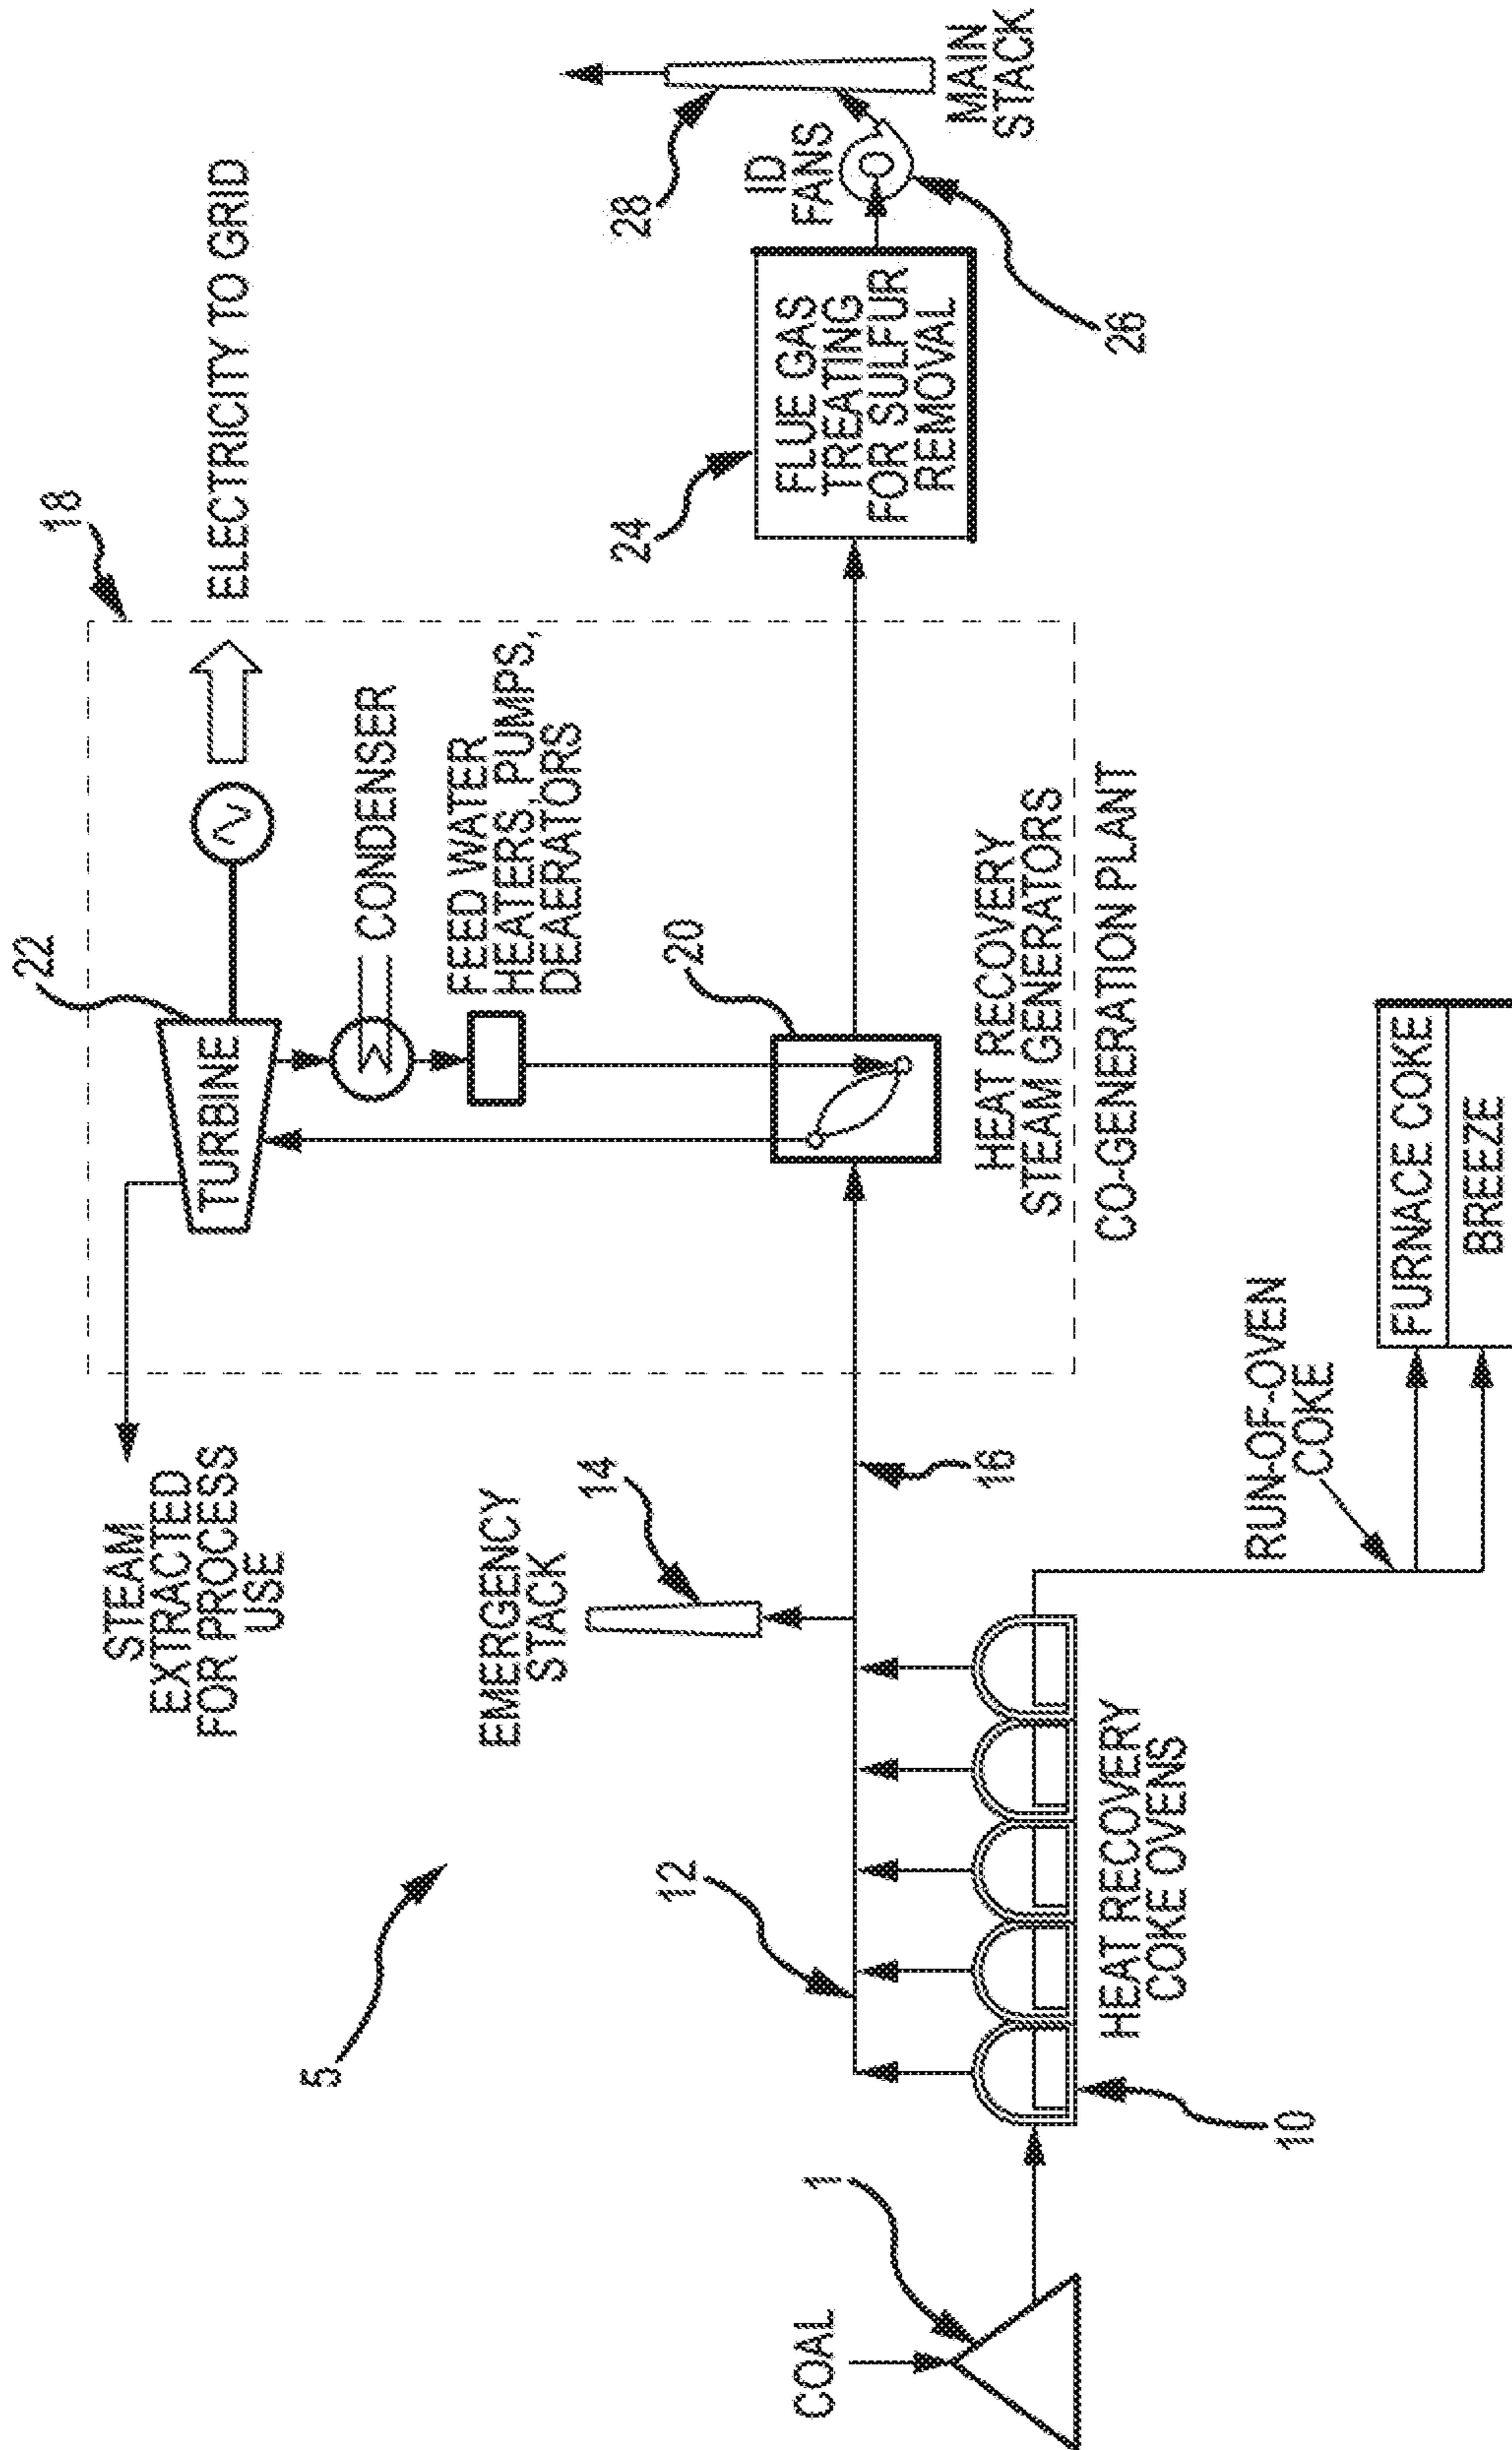 18
ELECTRICITY TO GRID
22
TURBINE
STEAM
EXTRACTED
FOR PROCESS
USE
CONDENSER
FEED WATER
HEATERS, PUMPS,
DEAERATORS
20
HEAT RECOVERY
STEAM GENERATORS
CO-GENERATION PLANT
24
FLUE GAS
TREATING
FOR SULFUR
REMOVAL
ID
FANS
26
28
MAIN
STACK
5
EMERGENCY
STACK
14
12
16
COAL
1
10
HEAT RECOVERY
COKE OVENS
RUN-OF-OVEN
COKE
FURNACE COKE
BREEZE